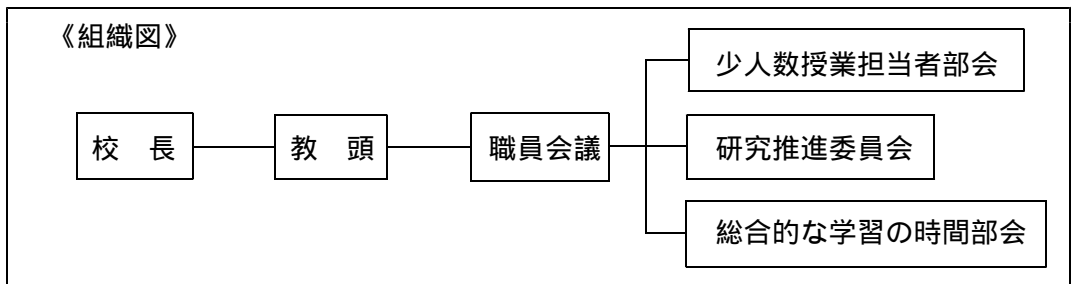 《組織図》
少人数授業担当者部会
校　長
教　頭
職員会議
研究推進委員会
総合的な学習の時間部会